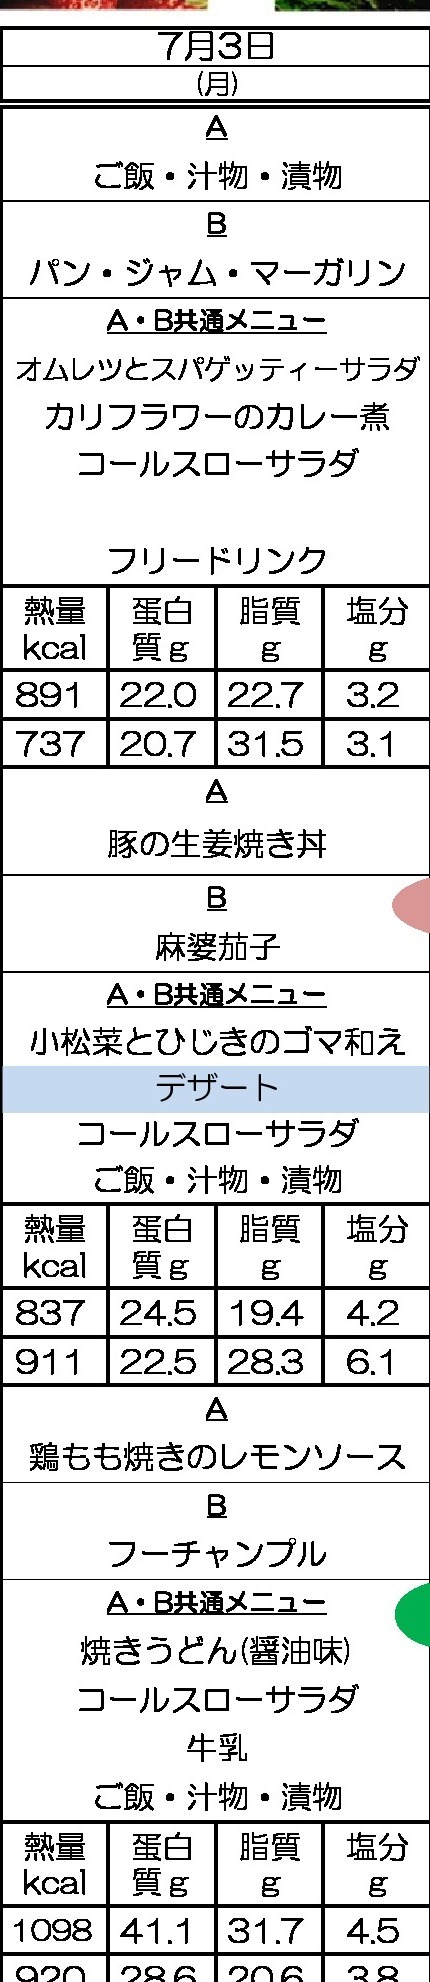 7月3日
(月)
A
ご飯・汁物・漬物
B
パン・ジャム・マーガリン
A・B共通メニュー
オムレツとスパゲッティーサラダ
カリフラワーのカレー煮
コールスローサラダ
フリードリンク
熱量 蛋白 脂質 塩分
kcal 質g g g
891 22.0 22.7 3.2
737 20.7 31.5 3.1
A
豚の生姜焼き丼
B
麻婆茄子
A・B共通メニュー
小松菜とひじきのゴマ和え
デザート
コールスローサラダ
ご飯・汁物・漬物
熱量 蛋白 脂質 塩分
kcal 質g g g
837 24.5 19.4 4.2
911 22.5 28.3 6.1
A
鶏もも焼きのレモンソース
B
フーチャンプル
A・B共通メニュー
焼きうどん(醤油味)
コールスローサラダ
牛乳
ご飯・汁物・漬物
熱量 蛋白 脂質 塩分
kcal 質g g g
1098 41.1 31.7 4.5
920 28.6 20.6 3.8